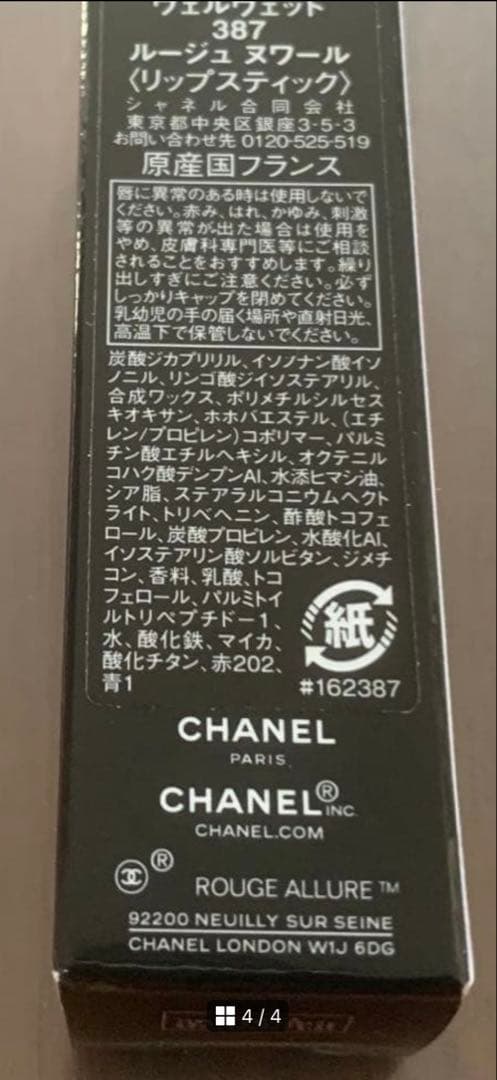 ヴェルヴェット
387
ルージュ ヌワール
〈リップスティック〉
シャネル合同会社
東京都中央区銀座3-5-3
お問い合わせ先 0120-525-519
原産国フランス
唇に異常のある時は使用しないで
ください。赤み、はれ、かゆみ、刺激
等の異常が出た場合は使用を
やめ、皮膚科専門医等にご相談
されることをおすすめします。繰り
出しすぎにご注意ください。必ず
しっかりキャップを閉めてください。
乳幼児の手の届く場所や直射日光、
高温下で保管しないでください。
炭酸ジカプリリル、イソノナン酸イソ
ノニル、リンゴ酸ジイソステアリル、
合成ワックス、ポリメチルシルセス
キオキサン、ホホバエステル、(エチ
レン/プロピレン)コポリマー、パルミ
チン酸エチルヘキシル、オクテニル
コハク酸デンプンAl、水添ヒマシ油、
シア脂、ステアラルコニウムヘクト
ライト、トリベヘニン、酢酸トコフェ
ロール、炭酸プロピレン、水酸化Al、
イソステアリン酸ソルビタン、ジメチ
コン、香料、乳酸、トコ
フェロール、パルミトイ
ルトリペプチドー1、
水、酸化鉄、マイカ、
酸化チタン、赤202、
青1
紙
#162387
CHANEL
PARIS
CHANEL® INC.
CHANEL.COM
® ROUGE ALLURE™
92200 NEUILLY SUR SEINE
CHANEL LONDON W1J 6DG
4 / 4